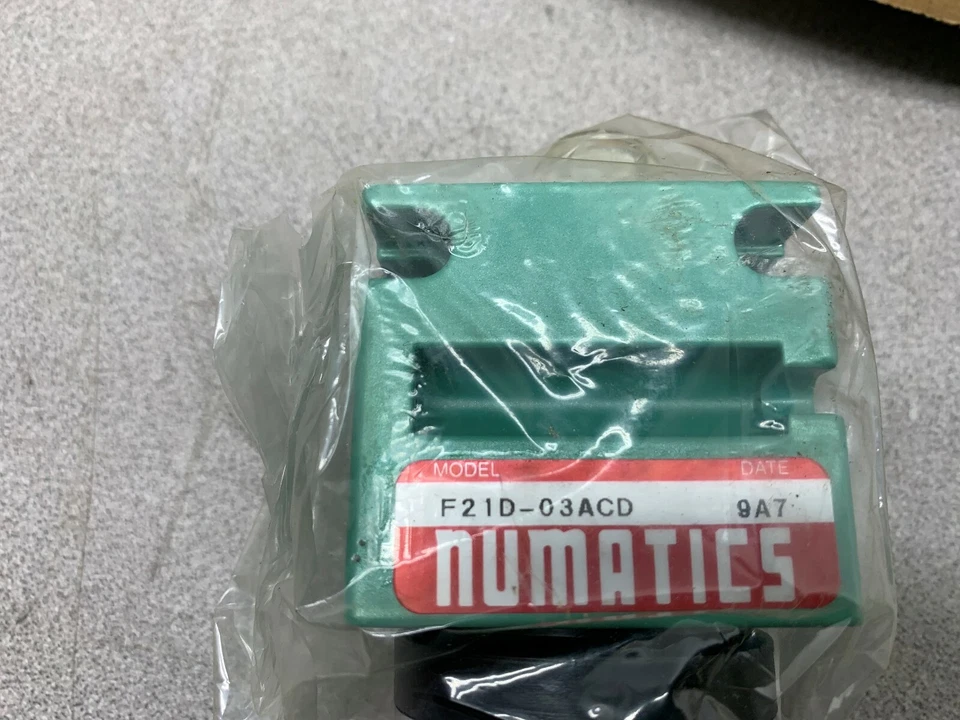 MODEL DATE
F21D-03ACD 9A7
NUMATICS